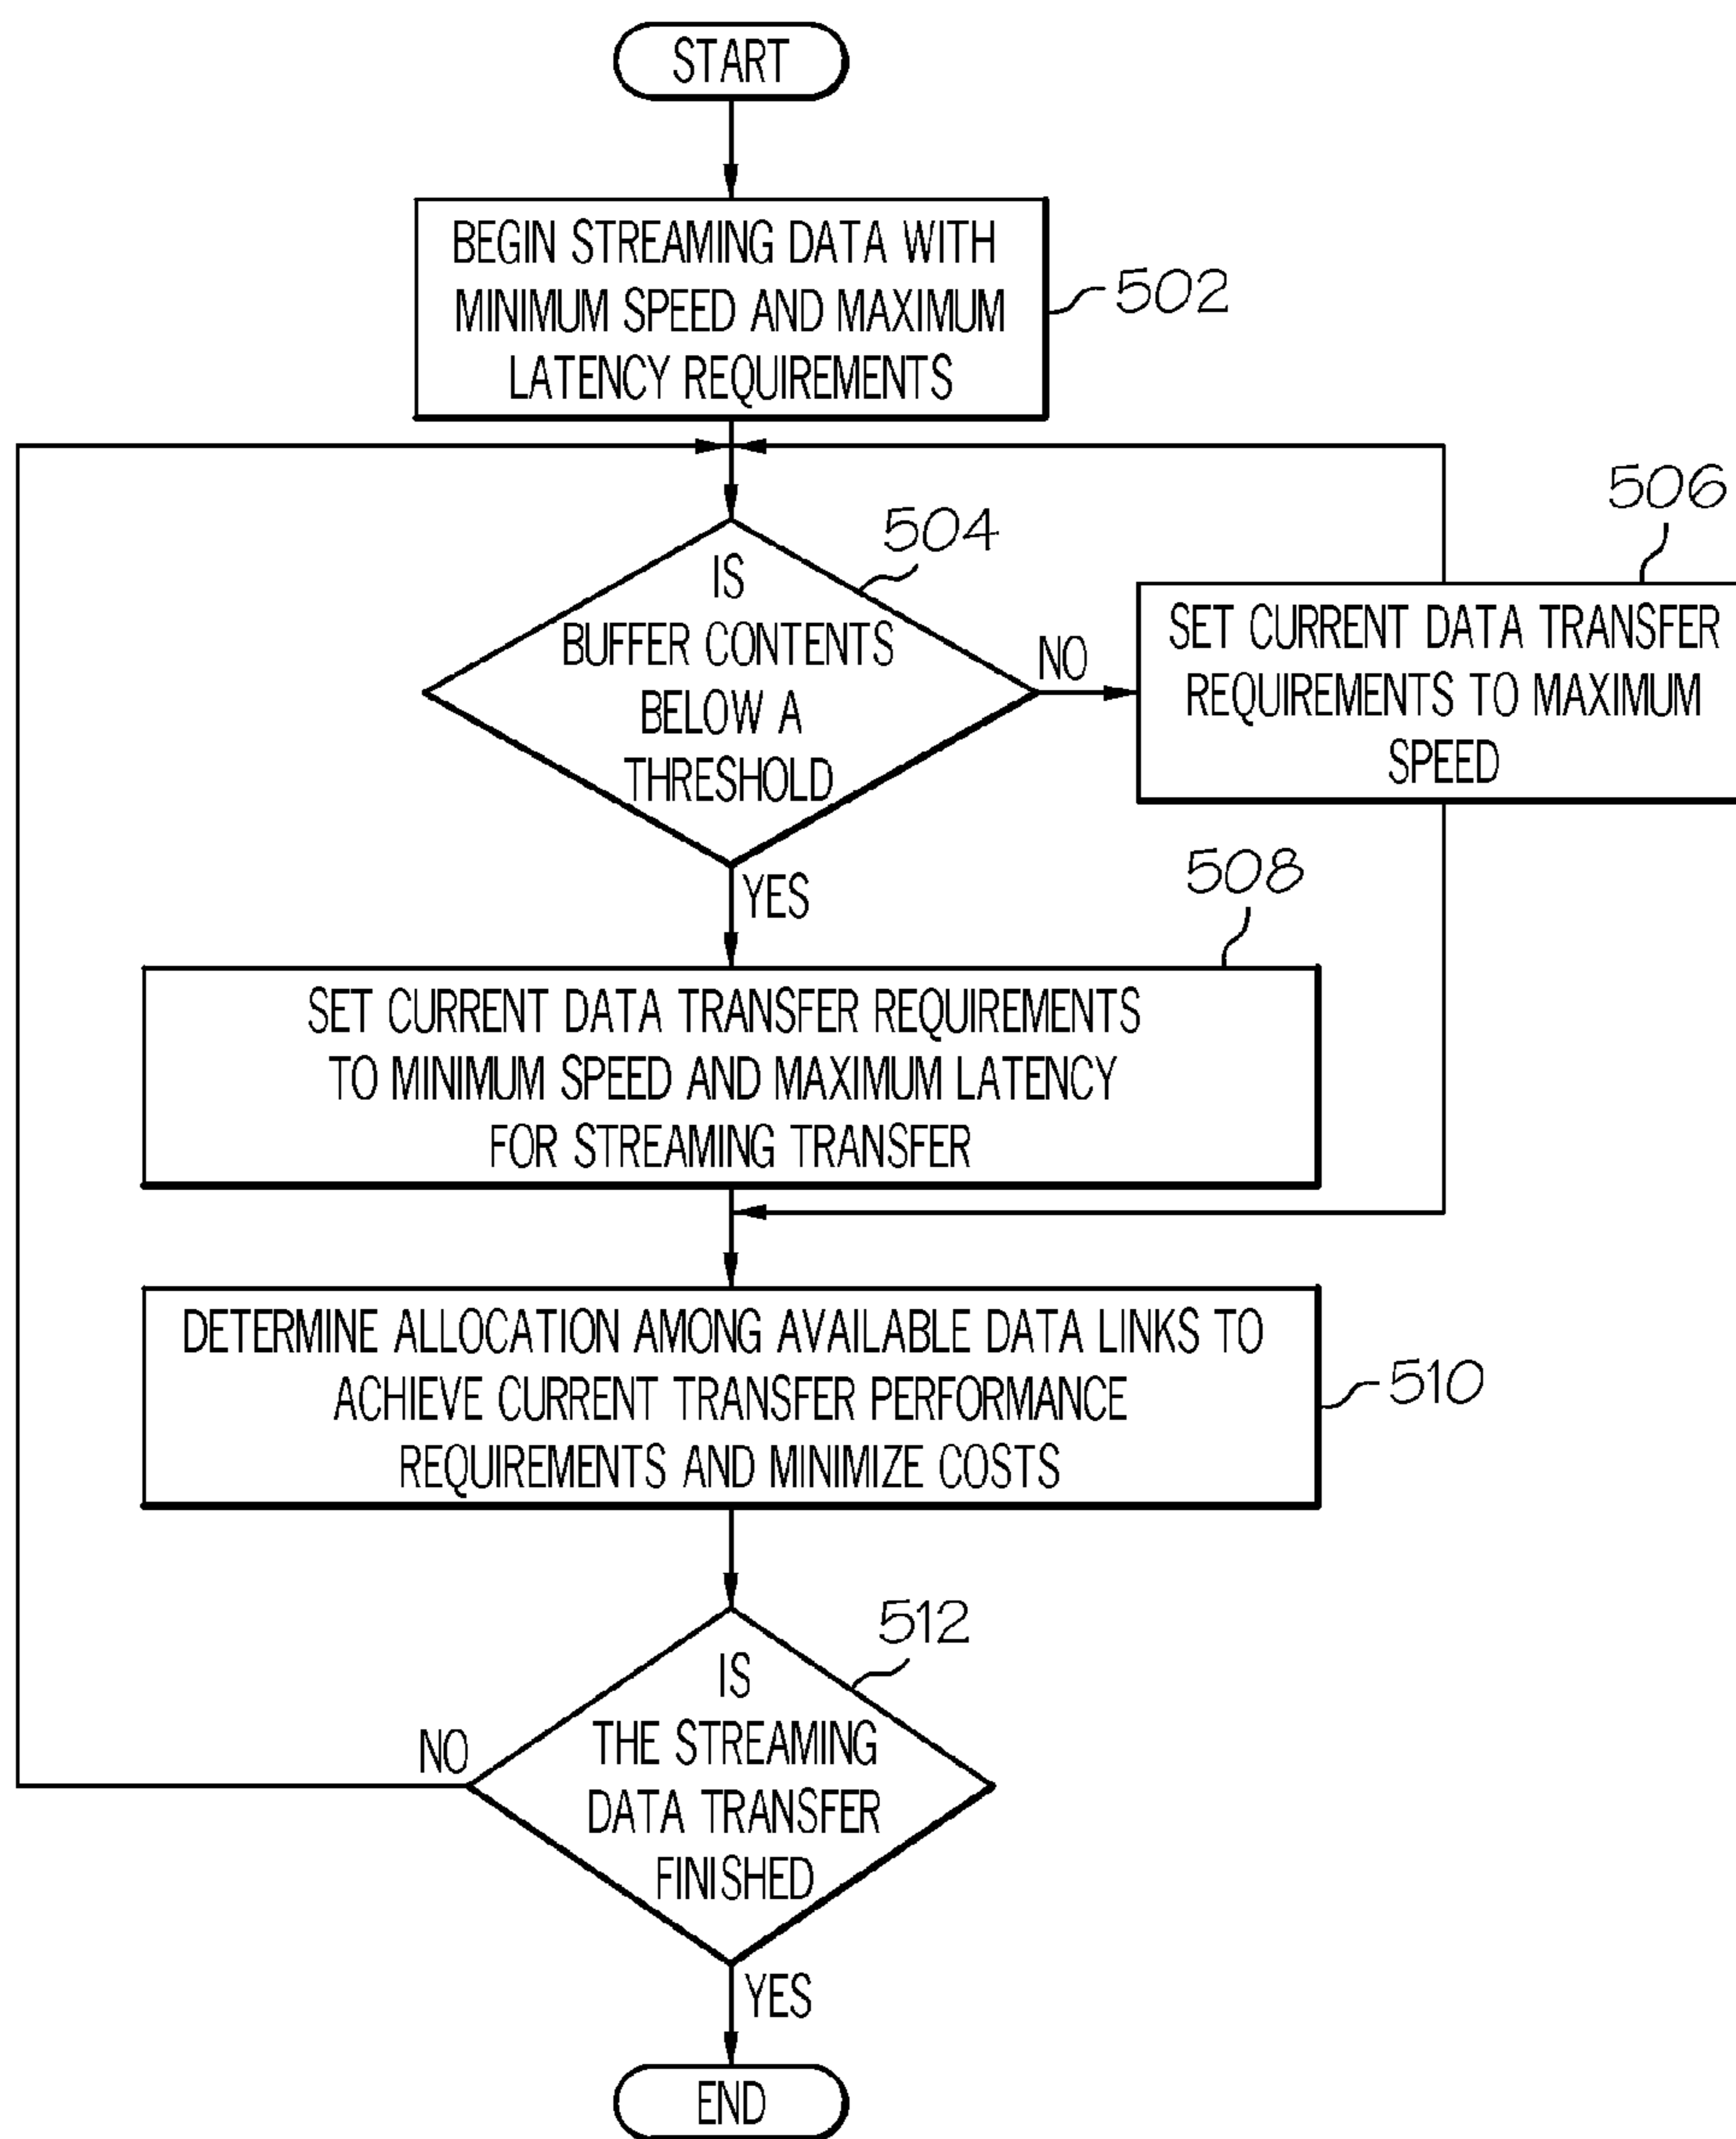 START
BEGIN STREAMING DATA WITH
MINIMUM SPEED AND MAXIMUM
LATENCY REQUIREMENTS
502
504
IS
BUFFER CONTENTS
BELOW A
THRESHOLD
NO
506
SET CURRENT DATA TRANSFER
REQUIREMENTS TO MAXIMUM
SPEED
YES
508
SET CURRENT DATA TRANSFER REQUIREMENTS
TO MINIMUM SPEED AND MAXIMUM LATENCY
FOR STREAMING TRANSFER
DETERMINE ALLOCATION AMONG AVAILABLE DATA LINKS TO
ACHIEVE CURRENT TRANSFER PERFORMANCE
REQUIREMENTS AND MINIMIZE COSTS
510
512
IS
THE STREAMING
DATA TRANSFER
FINISHED
NO
YES
END